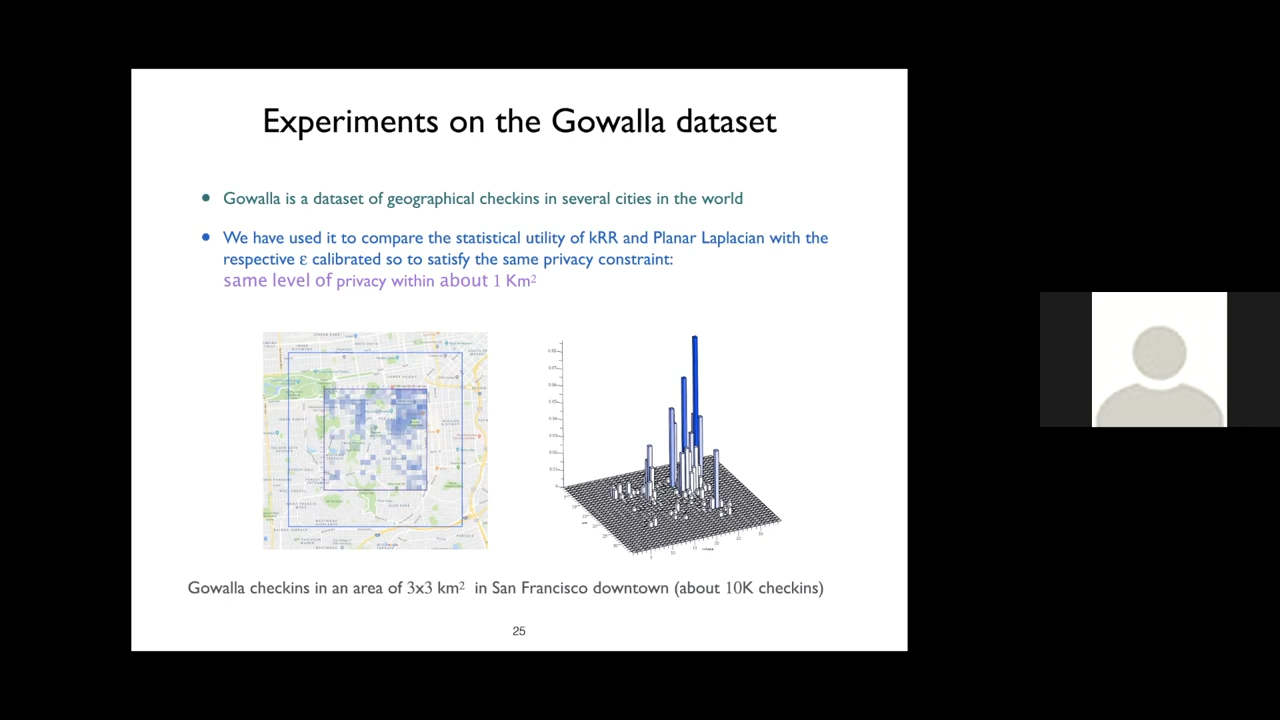 Experiments on the Gowalla dataset
• Gowalla is a dataset of geographical checkins in several cities in the world
• We have used it to compare the statistical utility of kRR and Planar Laplacian with the
respective ε calibrated so to satisfy the same privacy constraint:
same level of privacy within about 1 Km²
Gowalla checkins in an area of 3x3 km² in San Francisco downtown (about 10K checkins)
25